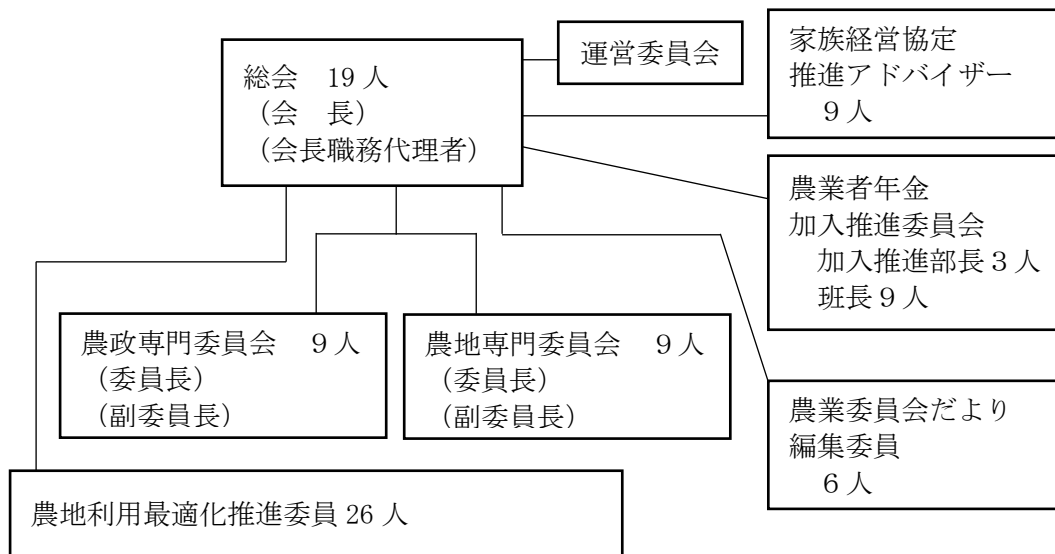 総会　19人
（会　長）
（会長職務代理者）
運営委員会
家族経営協定
推進アドバイザー
９人
農業者年金
加入推進委員会
加入推進部長３人
班長９人
農政専門委員会　９人
（委員長）
（副委員長）
農地専門委員会　９人
（委員長）
（副委員長）
農業委員会だより
編集委員
６人
農地利用最適化推進委員 26 人